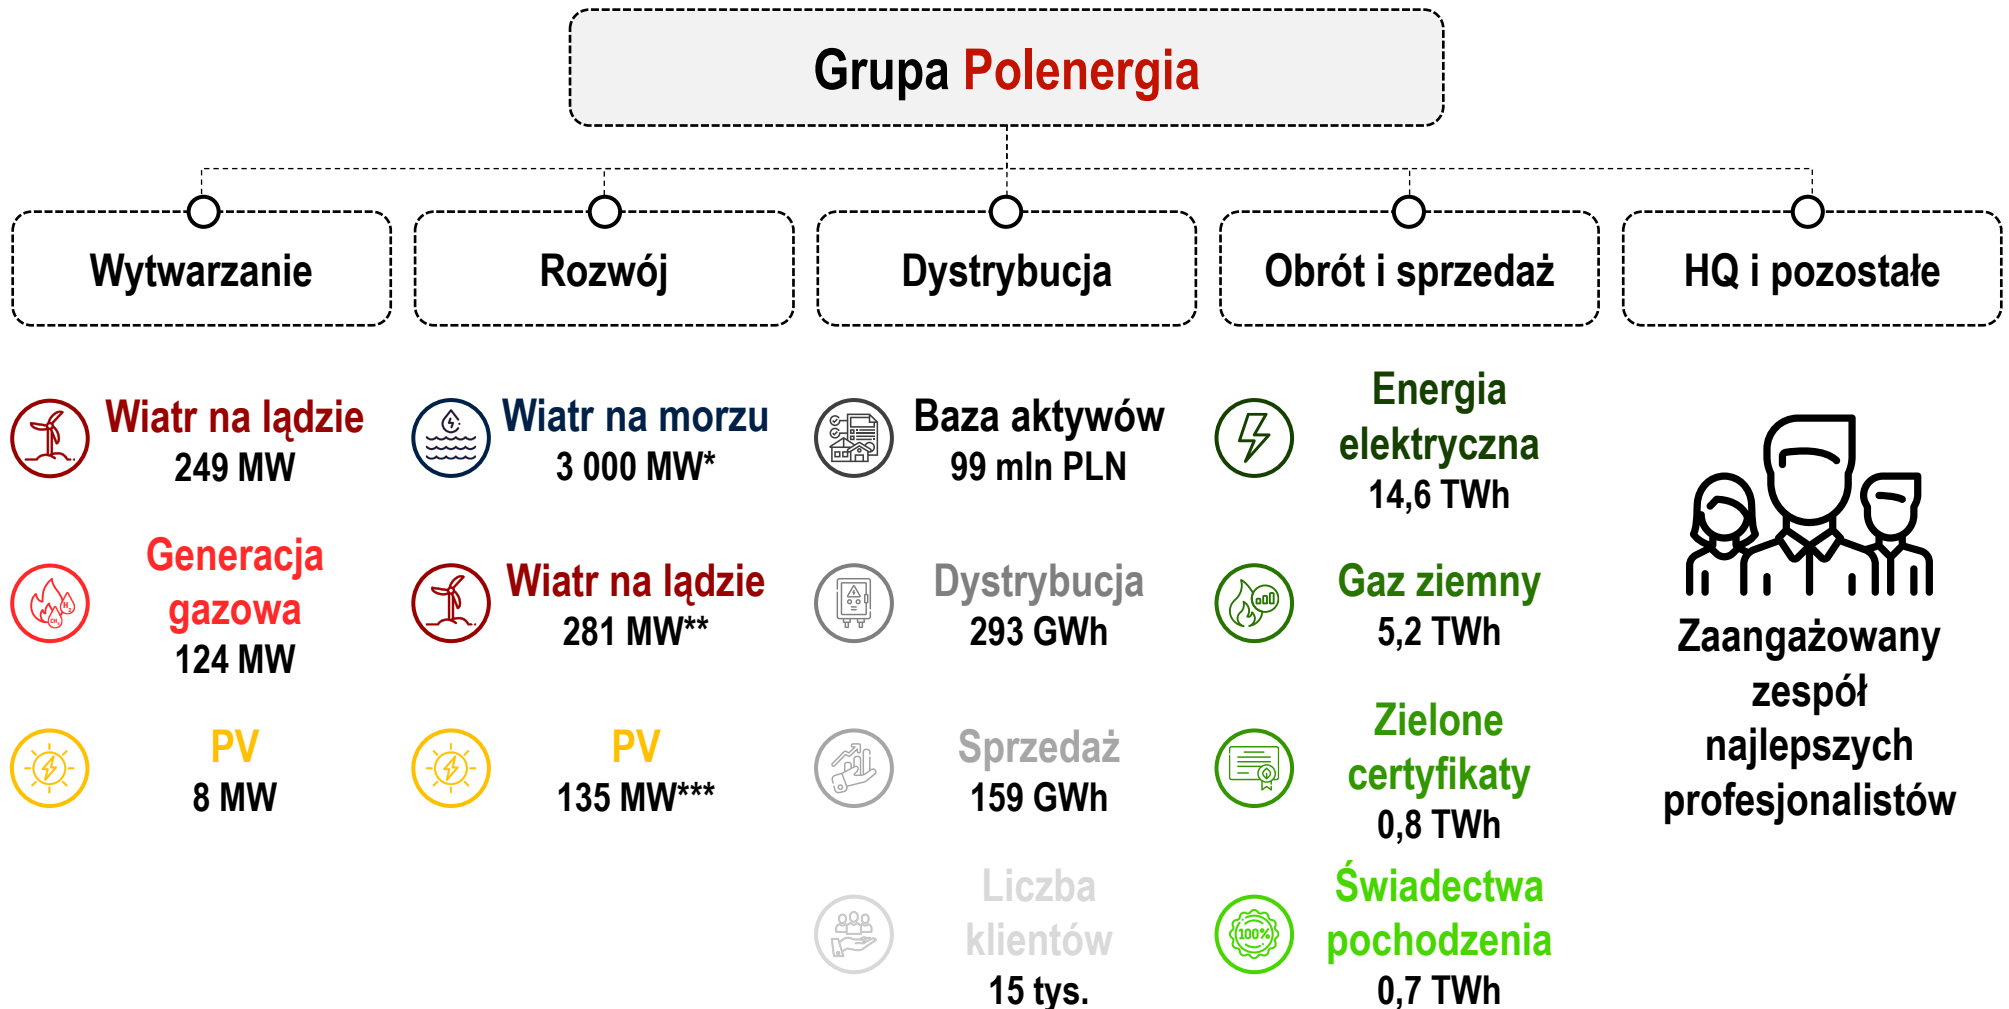 Grupa Polenergia
Wytwarzanie
Rozwój
Dystrybucja
Obrót i sprzedaż
HQ i pozostałe
Wiatr na lądzie
249 MW
Generacja
gazowa
124 MW
PV
8 MW
Wiatr na morzu
3 000 MW*
Wiatr na lądzie
281 MW**
PV
135 MW***
Baza aktywów
99 mln PLN
Dystrybucja
293 GWh
Sprzedaż
159 GWh
Liczba
klientów
15 tys.
Energia
elektryczna
14,6 TWh
Gaz ziemny
5,2 TWh
Zielone
certyfikaty
0,8 TWh
100%
Świadectwa
pochodzenia
0,7 TWh
Zaangażowany
zespół
najlepszych
profesjonalistów